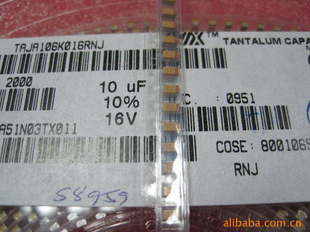 TAJA106K016RNJ
2000
10 uF
10%
16V
A51N03TX011
58959
TANTALUM CAPA
C. 0951
COSE: 8001065
RNJ
alibaba.com.cn